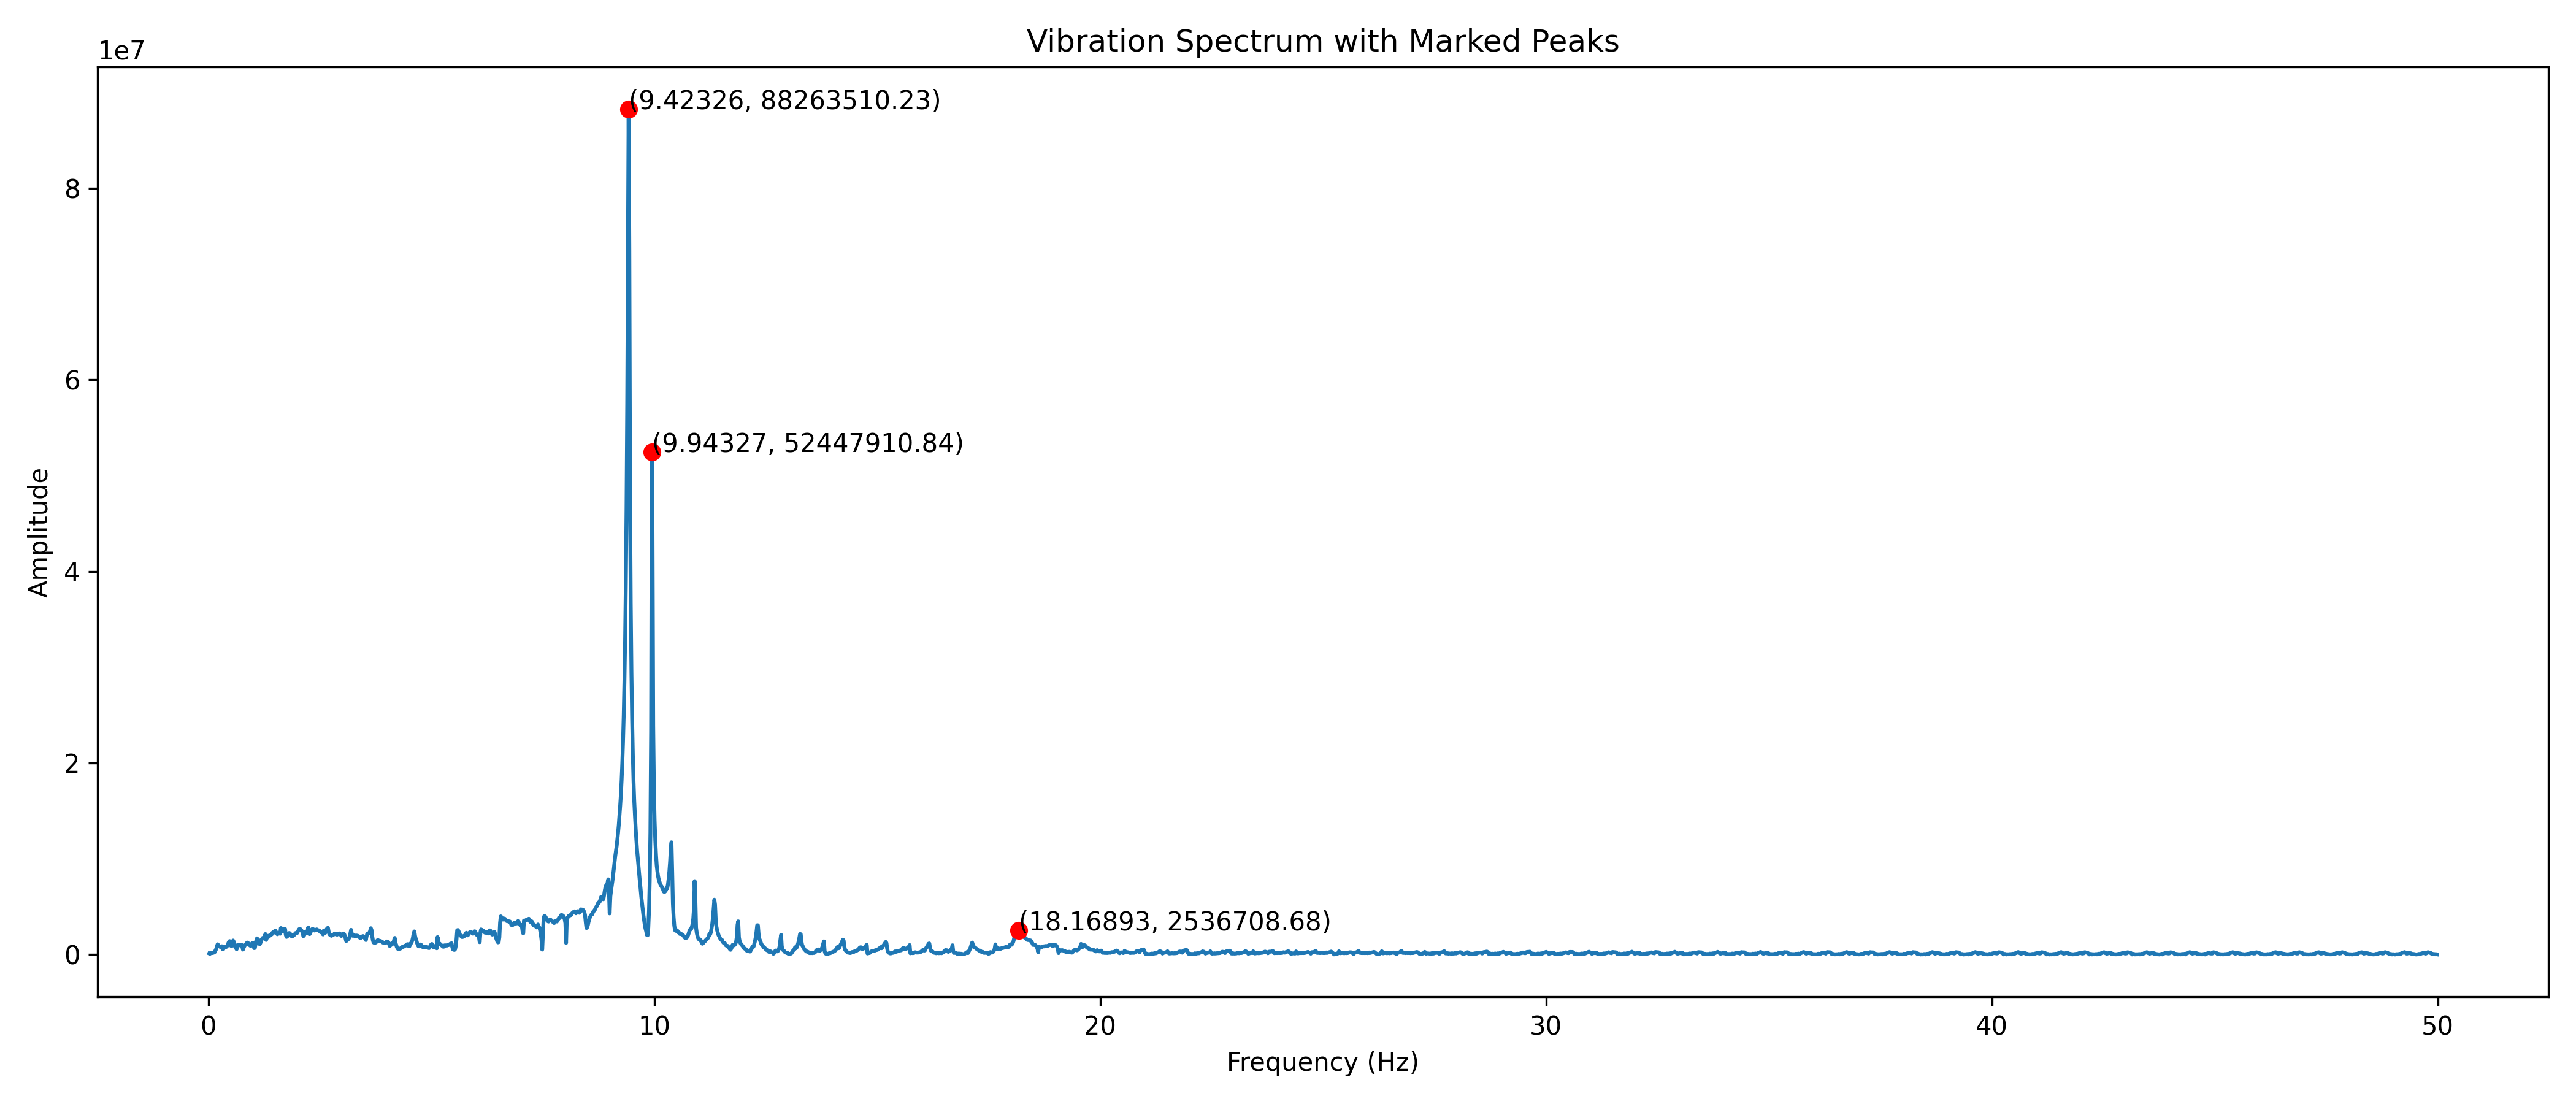 Vibration Spectrum with Marked Peaks
1e7
(9.42326, 88263510.23)
8
6
(9.94327, 52447910.84)
Amplitude
4
2
(18.16893, 2536708.68)
0
0 10 20 30 40 50
Frequency (Hz)